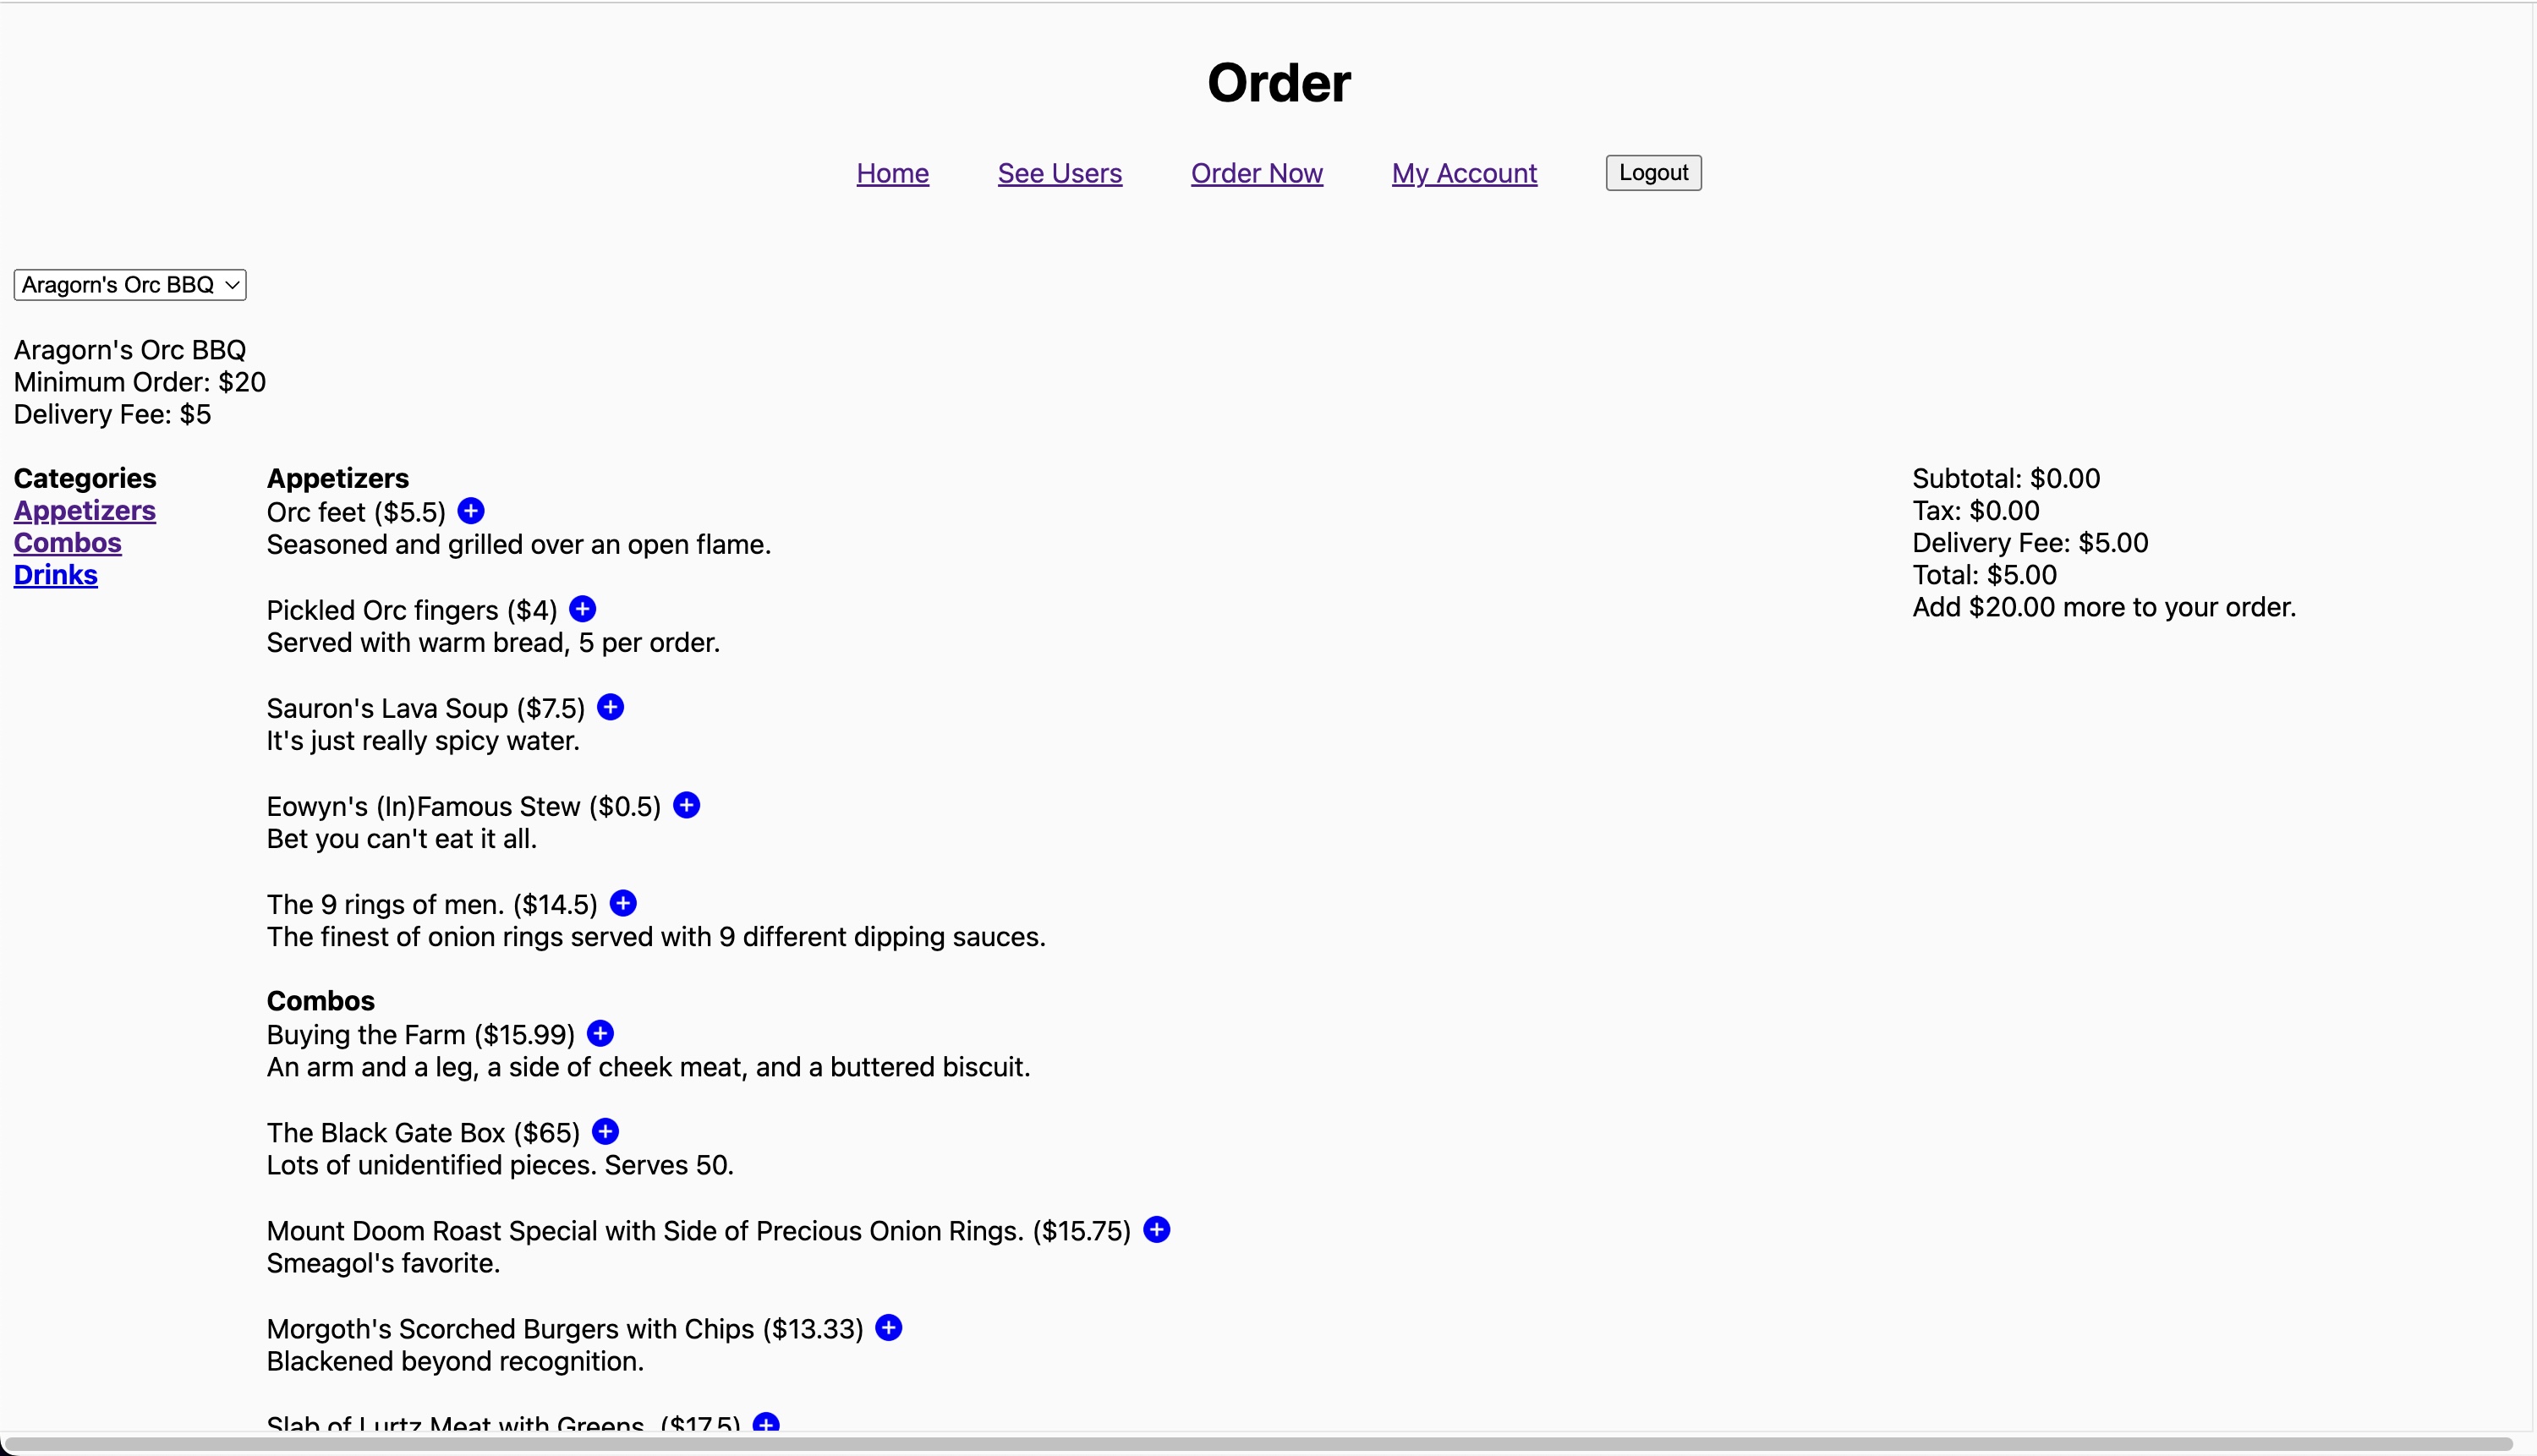 Order
Home See Users Order Now My Account Logout
Aragorn's Orc BBQ
Aragorn's Orc BBQ
Minimum Order: $20
Delivery Fee: $5
Categories
Appetizers
Combos
Drinks
Appetizers
Orc feet ($5.5)
Seasoned and grilled over an open flame.
Pickled Orc fingers ($4)
Served with warm bread, 5 per order.
Sauron's Lava Soup ($7.5)
It's just really spicy water.
Eowyn's (In)Famous Stew ($0.5)
Bet you can't eat it all.
The 9 rings of men. ($14.5)
The finest of onion rings served with 9 different dipping sauces.
Combos
Buying the Farm ($15.99)
An arm and a leg, a side of cheek meat, and a buttered biscuit.
The Black Gate Box ($65)
Lots of unidentified pieces. Serves 50.
Mount Doom Roast Special with Side of Precious Onion Rings. ($15.75)
Smeagol's favorite.
Morgoth's Scorched Burgers with Chips ($13.33)
Blackened beyond recognition.
Slab of Lurtz Meat with Greens. ($17.5)
Subtotal: $0.00
Tax: $0.00
Delivery Fee: $5.00
Total: $5.00
Add $20.00 more to your order.